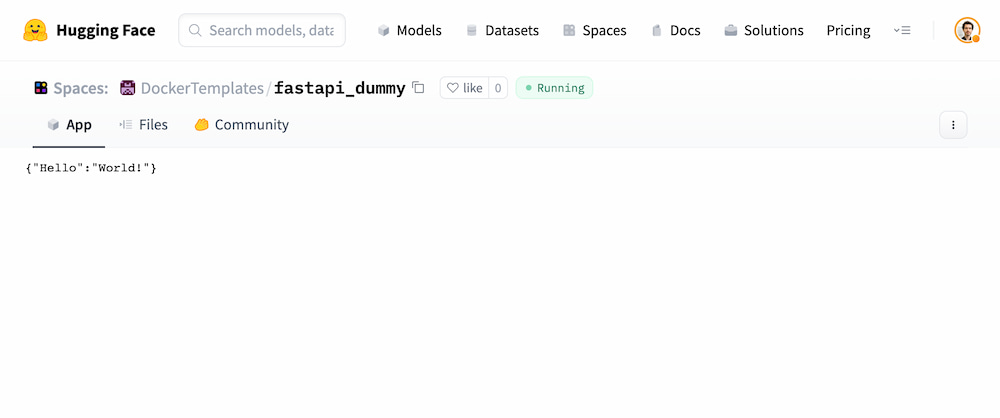 Hugging Face Search models, data Models Datasets Spaces Docs Solutions Pricing
Spaces: DockerTemplates/fastapi_dummy like 0 Running
App Files Community
{"Hello":"World!"}